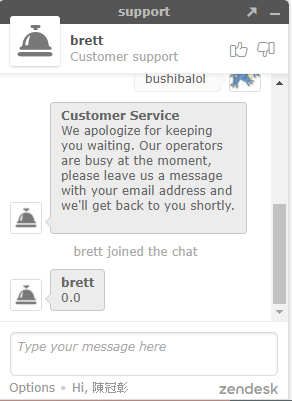 support
brett
Customer support
bushibalol
Customer Service
We apologize for keeping
you waiting. Our operators
are busy at the moment,
please leave us a message
with your email address and
we'll get back to you shortly.
brett joined the chat
brett
0.0
Type your message here
Options • Hi, 陳冠彰
zendesk